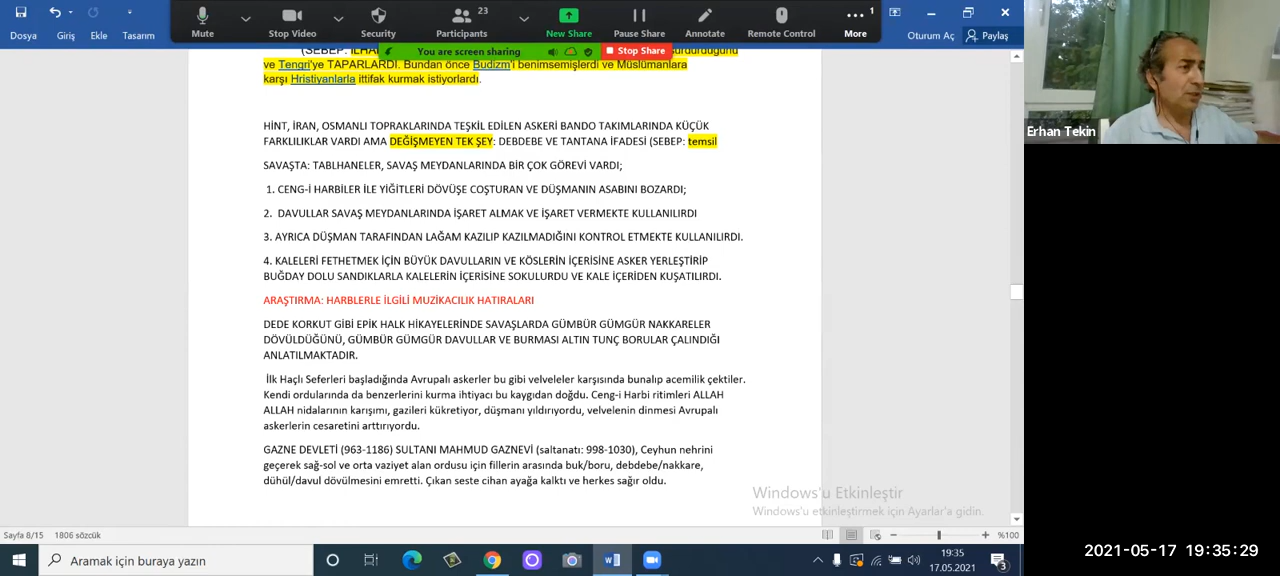 Dosya Giriş Ekle Tasarım
Mute Stop Video Security Participants 23 New Share Pause Share Annotate Remote Control More 1
Oturum Aç Paylaş
You are screen sharing Stop Share
(SEBEP:
ve Tengri'ye TAPARLARDI. Bundan önce Budizm'i benimsemişlerdi ve Müslümanlara
karşı Hristiyanlarla ittifak kurmak istiyorlardı.
HİNT, İRAN, OSMANLI TOPRAKLARINDA TEŞKİL EDİLEN ASKERİ BANDO TAKIMLARINDA KÜÇÜK
FARKLILIKLAR VARDI AMA DEĞİŞMEYEN TEK ŞEY: DEBDEBE VE TANTANA İFADESİ (SEBEP: temsil
SAVAŞTA: TABLHANELER, SAVAŞ MEYDANLARINDA BİR ÇOK GÖREVİ VARDI;
1. CENG-İ HARBİLER İLE YİĞİTLERİ DÖVÜŞE COŞTURAN VE DÜŞMANIN ASABINI BOZARDI;
2. DAVULLAR SAVAŞ MEYDANLARINDA İŞARET ALMAK VE İŞARET VERMEKTE KULLANILIRDI
3. AYRICA DÜŞMAN TARAFINDAN LAĞAM KAZILIP KAZILMADIĞINI KONTROL ETMEKTE KULLANILIRDI.
4. KALELERİ FETHETMEK İÇİN BÜYÜK DAVULLARIN VE KÖSLERİN İÇERİSİNE ASKER YERLEŞTİRİP
BUĞDAY DOLU SANDIKLARLA KALELERİN İÇERİSİNE SOKULURDU VE KALE İÇERİDEN KUŞATILIRDI.
ARAŞTIRMA: HARBLERLE İLGİLİ MUZİKACILIK HATIRALARI
DEDE KORKUT GİBİ EPİK HALK HİKAYELERİNDE SAVAŞLARDA GÜMBÜR GÜMGÜR NAKKARELER
DÖVÜLDÜĞÜNÜ, GÜMBÜR GÜMGÜR DAVULLAR VE BURMASI ALTIN TUNÇ BORULAR ÇALINDIĞI
ANLATILMAKTADIR.
İlk Haçlı Seferleri başladığında Avrupalı askerler bu gibi velveleler karşısında bunalıp acemilik çektiler.
Kendi ordularında da benzerlerini kurma ihtiyacı bu kaygıdan doğdu. Ceng-i Harbi ritimleri ALLAH
ALLAH nidalarının karışımı, gazileri kükretiyor, düşmanı yıldırıyordu, velvelenin dinmesi Avrupalı
askerlerin cesaretini arttırıyordu.
GAZNE DEVLETİ (963-1186) SULTANI MAHMUD GAZNEVİ (saltanatı: 998-1030), Ceyhun nehrini
geçerek sağ-sol ve orta vaziyet alan ordusu için fillerin arasında buk/boru, debdebe/nakkare,
dühül/davul dövülmesini emretti. Çıkan seste cihan ayağa kalktı ve herkes sağır oldu.
Windows'u Etkinleştir
Windows'u etkinleştirmek için Ayarlar'a gidin.
Sayfa 8/15 1806 sözcük %100
Aramak için buraya yazın
19:35
17.05.2021
3
Erhan Tekin
2021-05-17 19:35:29